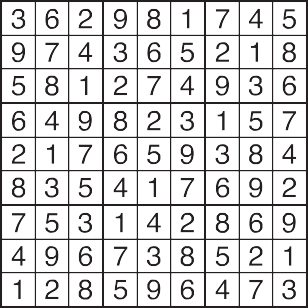 3 6 2 9 8 1 7 4 5
9 7 4 3 6 5 2 1 8
5 8 1 2 7 4 9 3 6
6 4 9 8 2 3 1 5 7
2 1 7 6 5 9 3 8 4
8 3 5 4 1 7 6 9 2
7 5 3 1 4 2 8 6 9
4 9 6 7 3 8 5 2 1
1 2 8 5 9 6 4 7 3